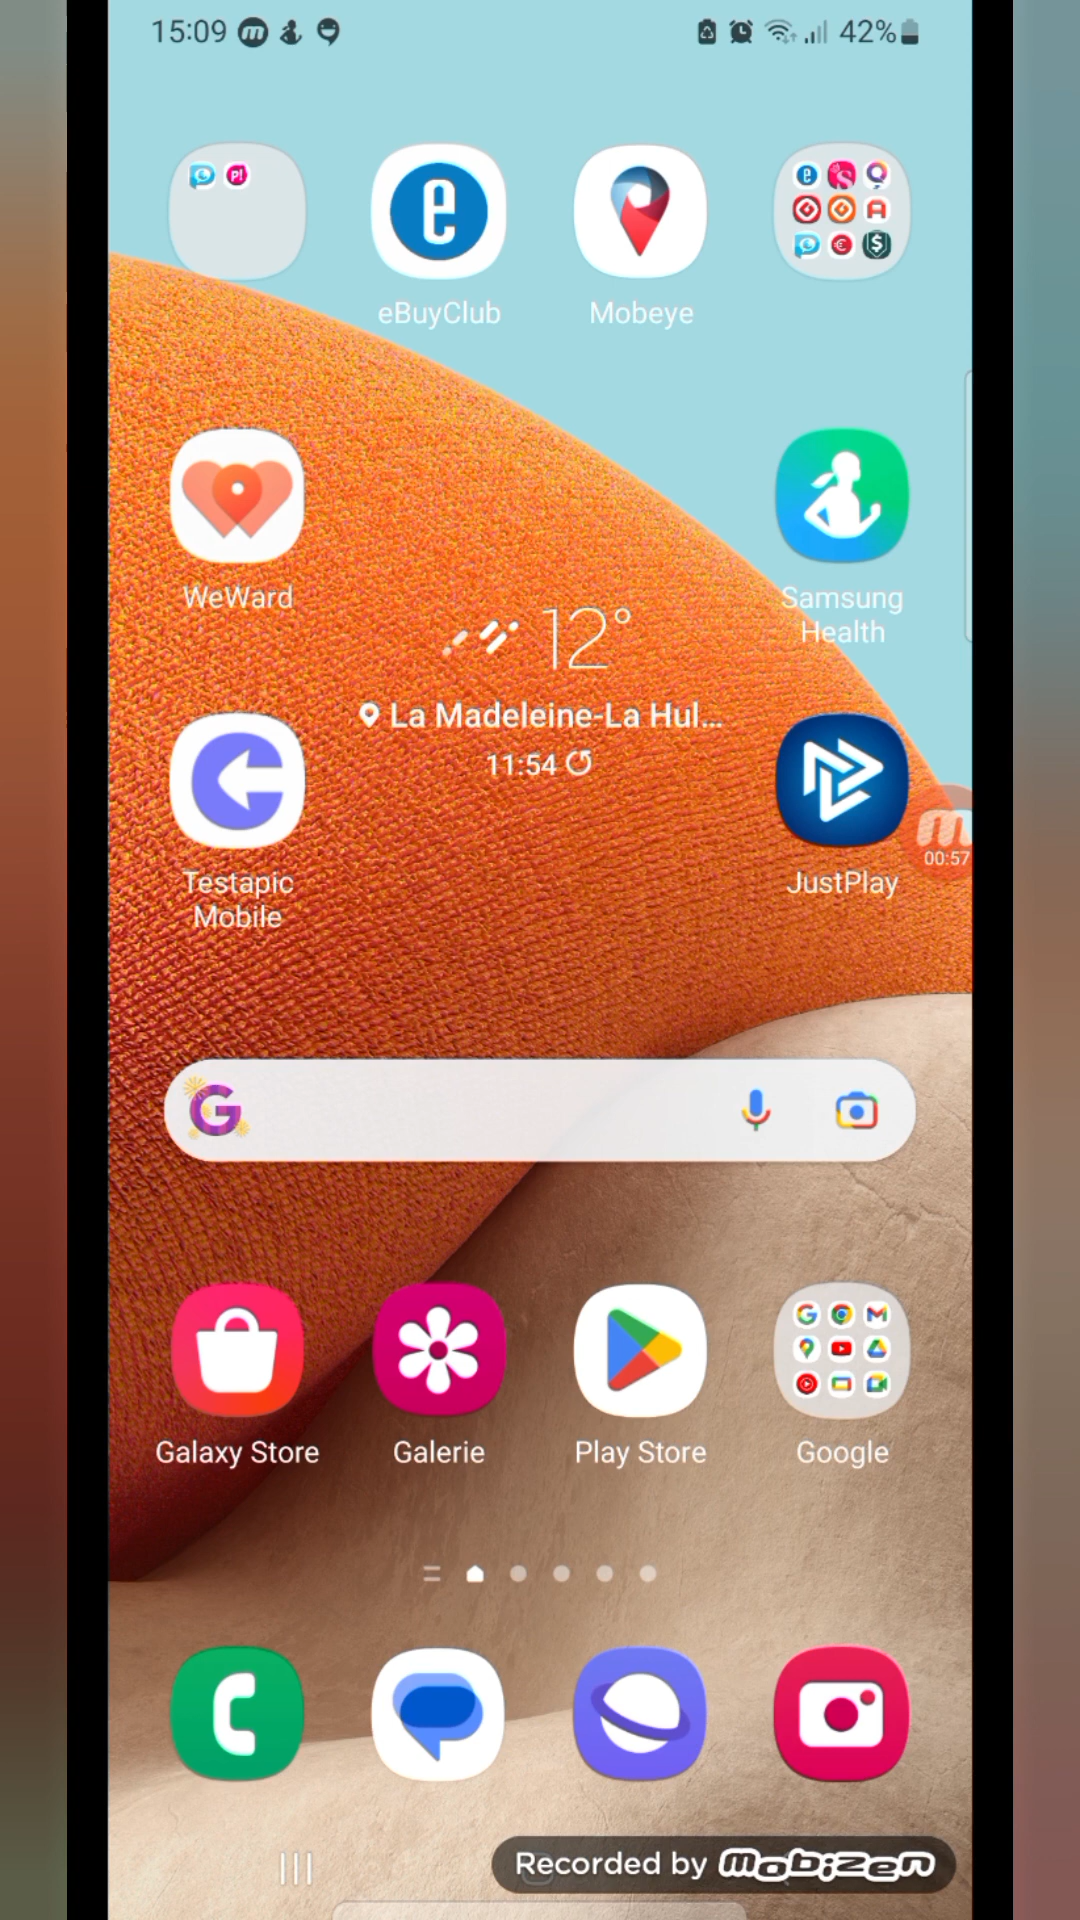 15:09 42%
P!
e
eBuyClub Mobeye
WeWard
Samsung
Health
12°
La Madeleine-La Hul...
11:54
Testapic
Mobile
JustPlay
00:57
G
Galaxy Store Galerie Play Store Google
Recorded by mobizen